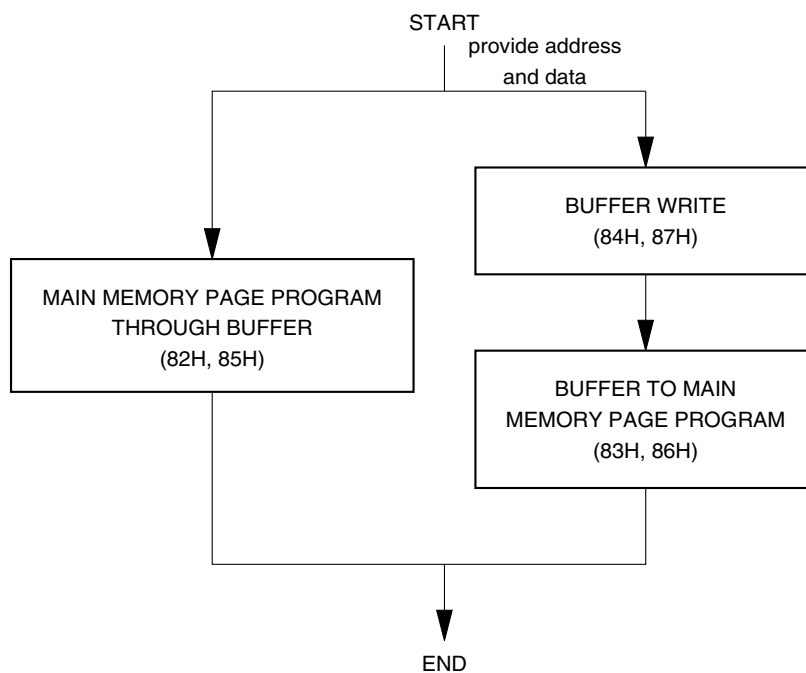 START
provide address
and data
BUFFER WRITE
(84H, 87H)
MAIN MEMORY PAGE PROGRAM
THROUGH BUFFER
(82H, 85H)
BUFFER TO MAIN
MEMORY PAGE PROGRAM
(83H, 86H)
END